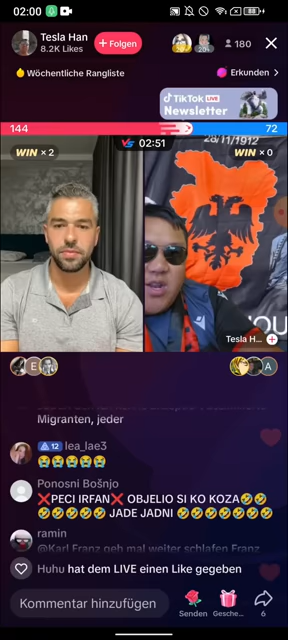 02:00
88
Tesla Han
8.2K Likes
+ Folgen
180
Wöchentliche Rangliste
Erkunden >
TikTok LIVE
Newsletter
144
72
WIN × 2
02:51
WIN × 0
28/11/1912
Tesla H...
E
A
Migranten, jeder
12 lea_lae3
😭😭😭😭😭
Ponosni Bošnjo
❌PECI IRFAN❌ OBJELIO SI KO KOZA🤣🤣
🤣🤣🤣🤣🤣 JADE JADNI 🤣🤣🤣🤣🤣🤣🤣
ramin
@Karl Franz geh mal weiter schlafen Franz
Huhu hat dem LIVE einen Like gegeben
Kommentar hinzufügen
Senden
Gesche...
6